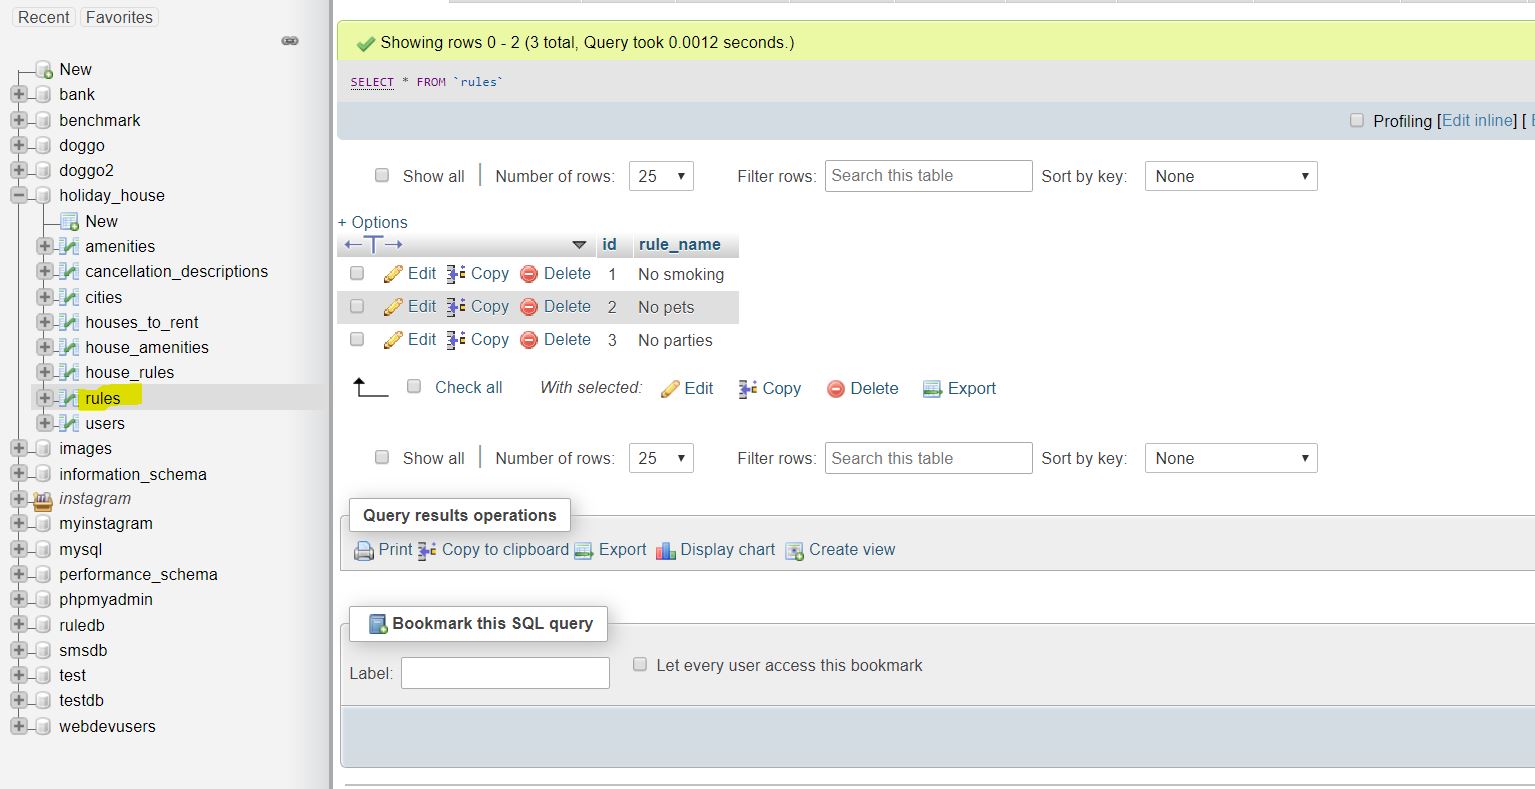 Recent Favorites
New
bank
benchmark
doggo
doggo2
holiday_house
New
amenities
cancellation_descriptions
cities
houses_to_rent
house_amenities
house_rules
rules
users
images
information_schema
instagram
myinstagram
mysql
performance_schema
phpmyadmin
ruledb
smsdb
test
testdb
webdevusers
Showing rows 0 - 2 (3 total, Query took 0.0012 seconds.)
SELECT * FROM `rules`
Profiling [Edit inline] [
Show all Number of rows: 25 Filter rows: Search this table Sort by key: None
+ Options
←T→ id rule_name
Edit Copy Delete 1 No smoking
Edit Copy Delete 2 No pets
Edit Copy Delete 3 No parties
Check all With selected: Edit Copy Delete Export
Show all Number of rows: 25 Filter rows: Search this table Sort by key: None
Query results operations
Print Copy to clipboard Export Display chart Create view
Bookmark this SQL query
Label: Let every user access this bookmark